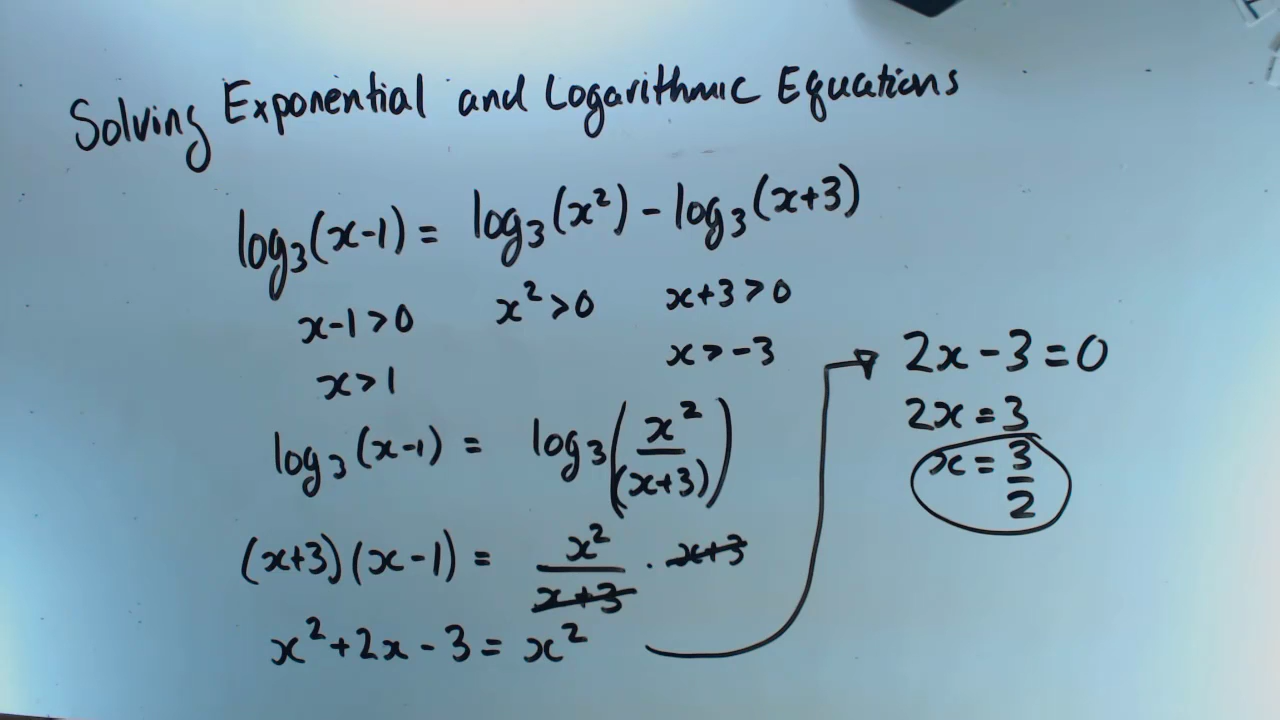 Solving Exponential and Logarithmic Equations
log₃(x-1) = log₃(x²) - log₃(x+3)
x-1>0 x²>0 x+3>0
x>1 x>-3
log₃(x-1) = log₃(x²/(x+3))
(x+3)(x-1) = x²/x+3 · x+3
x²+2x-3 = x²
2x-3=0
2x=3
x=3/2